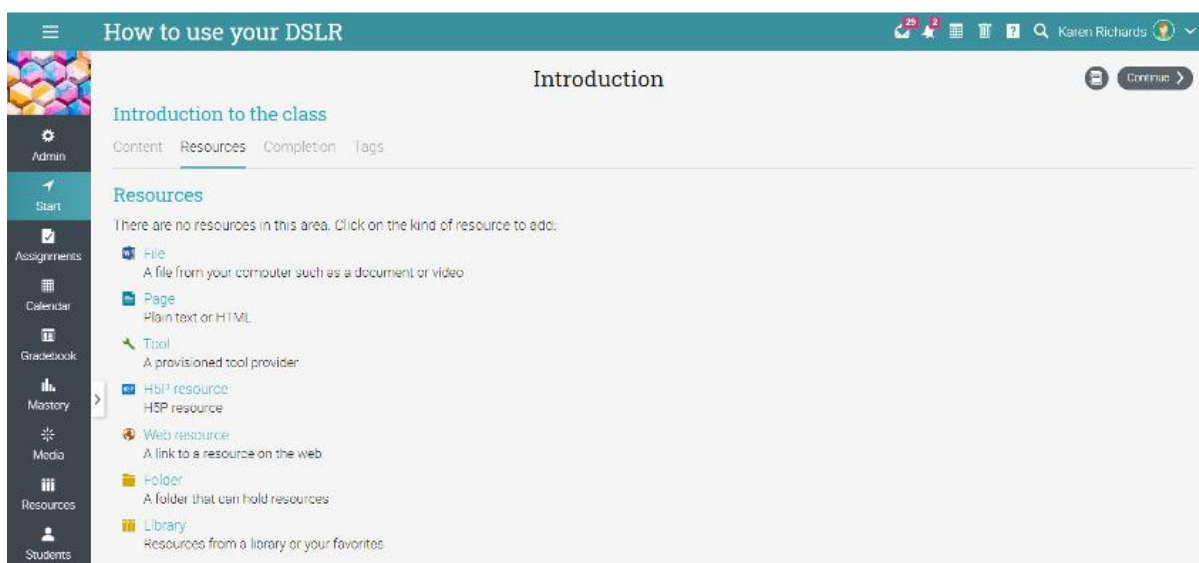 How to use your DSLR
29
2
Karen Richards
Introduction
Continue
Introduction to the class
Content Resources Completion Tags
Admin
Start
Assignments
Calendar
Gradebook
Mastery
Media
Resources
Students
Resources
There are no resources in this area. Click on the kind of resource to add:
File
A file from your computer such as a document or video
Page
Plain text or HTML
Tool
A provisioned tool provider
H5P resource
H5P resource
Web resource
A link to a resource on the web
Folder
A folder that can hold resources
Library
Resources from a library or your favorites